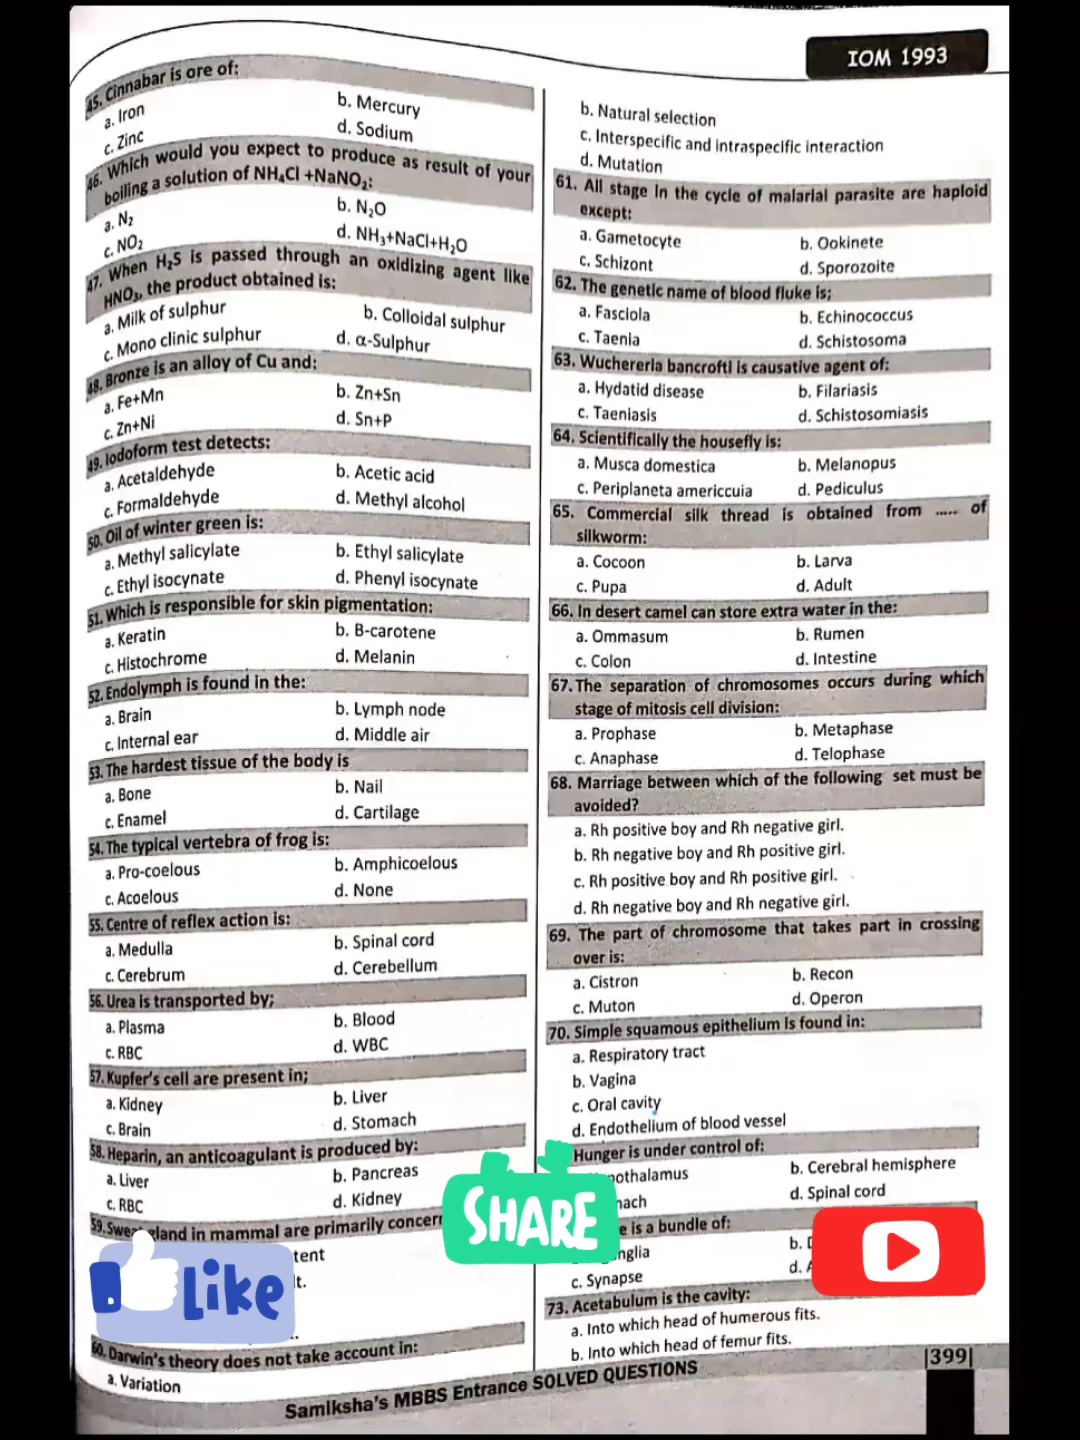 IOM 1993
45. Cinnabar is ore of:
a. Iron
b. Mercury
c. Zinc
d. Sodium
46. Which would you expect to produce as result of your
boiling a solution of NH₄Cl +NaNO₂:
a. N₂
b. N₂O
c. NO₂
d. NH₃+NaCl+H₂O
47. When H₂S is passed through an oxidizing agent like
HNO₃, the product obtained is:
a. Milk of sulphur
b. Colloidal sulphur
c. Mono clinic sulphur
d. α-Sulphur
48. Bronze is an alloy of Cu and:
a. Fe+Mn
b. Zn+Sn
c. Zn+Ni
d. Sn+P
49. Iodoform test detects:
a. Acetaldehyde
b. Acetic acid
c. Formaldehyde
d. Methyl alcohol
50. Oil of winter green is:
a. Methyl salicylate
b. Ethyl salicylate
c. Ethyl isocynate
d. Phenyl isocynate
51. Which is responsible for skin pigmentation:
a. Keratin
b. B-carotene
c. Histochrome
d. Melanin
52. Endolymph is found in the:
a. Brain
b. Lymph node
c. Internal ear
d. Middle air
53. The hardest tissue of the body is
a. Bone
b. Nail
c. Enamel
d. Cartilage
54. The typical vertebra of frog is:
a. Pro-coelous
b. Amphicoelous
c. Acoelous
d. None
55. Centre of reflex action is:
a. Medulla
b. Spinal cord
c. Cerebrum
d. Cerebellum
56. Urea is transported by;
a. Plasma
b. Blood
c. RBC
d. WBC
57. Kupfer's cell are present in;
a. Kidney
b. Liver
c. Brain
d. Stomach
58. Heparin, an anticoagulant is produced by:
a. Liver
b. Pancreas
c. RBC
d. Kidney
59. Sweat gland in mammal are primarily concern
tent
lt.
60. Darwin's theory does not take account in:
a. Variation
b. Natural selection
c. Interspecific and intraspecific interaction
d. Mutation
61. All stage in the cycle of malarial parasite are haploid
except:
a. Gametocyte
b. Ookinete
c. Schizont
d. Sporozoite
62. The genetic name of blood fluke is;
a. Fasciola
b. Echinococcus
c. Taenia
d. Schistosoma
63. Wuchereria bancrofti is causative agent of:
a. Hydatid disease
b. Filariasis
c. Taeniasis
d. Schistosomiasis
64. Scientifically the housefly is:
a. Musca domestica
b. Melanopus
c. Periplaneta americcuia
d. Pediculus
65. Commercial silk thread is obtained from ..... of
silkworm:
a. Cocoon
b. Larva
c. Pupa
d. Adult
66. In desert camel can store extra water in the:
a. Ommasum
b. Rumen
c. Colon
d. Intestine
67. The separation of chromosomes occurs during which
stage of mitosis cell division:
a. Prophase
b. Metaphase
c. Anaphase
d. Telophase
68. Marriage between which of the following set must be
avoided?
a. Rh positive boy and Rh negative girl.
b. Rh negative boy and Rh positive girl.
c. Rh positive boy and Rh positive girl.
d. Rh negative boy and Rh negative girl.
69. The part of chromosome that takes part in crossing
over is:
a. Cistron
b. Recon
c. Muton
d. Operon
70. Simple squamous epithelium is found in:
a. Respiratory tract
b. Vagina
c. Oral cavity
d. Endothelium of blood vessel
Hunger is under control of:
pothalamus
b. Cerebral hemisphere
mach
d. Spinal cord
e is a bundle of:
nglia
b.
c. Synapse
d. A
73. Acetabulum is the cavity:
a. Into which head of humerous fits.
b. Into which head of femur fits.
Samiksha's MBBS Entrance SOLVED QUESTIONS
|399|
Like
SHARE